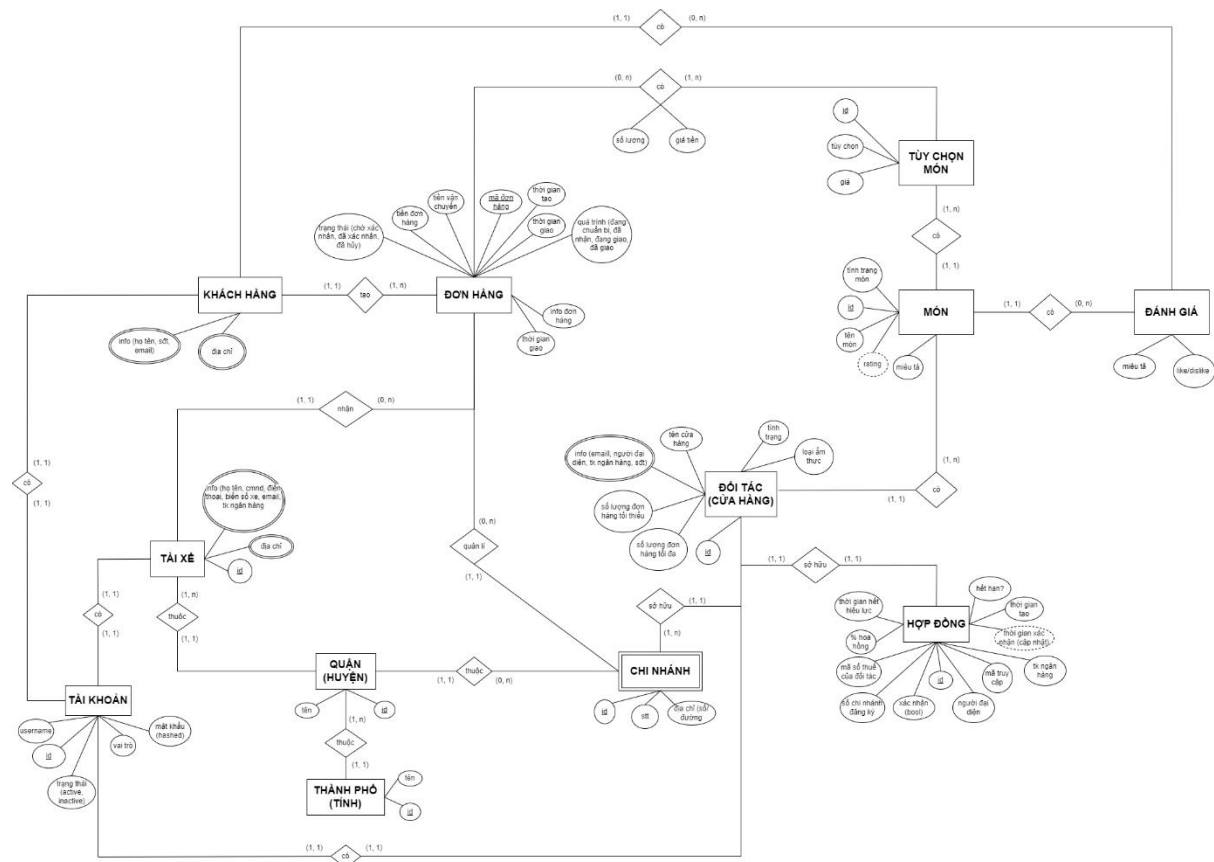 (1, 1)
có
(0, n)
(0, n)
có
(1, n)
số lượng
giá tiền
id
tùy chọn
giá
TÙY CHỌN
MÓN
(1, n)
có
(1, 1)
trạng thái (chờ xác
nhận, đã xác nhận,
đã hủy)
tiền đơn
hàng
tiền vận
chuyển
mã đơn
hàng
thời gian
tạo
thời gian
giao
quá trình (đang
chuẩn bị, đã
nhận, đang giao,
đã giao
KHÁCH HÀNG
(1, 1)
tạo
(1, n)
ĐƠN HÀNG
info đơn
hàng
thời gian
giao
info (họ tên, sđt,
email)
địa chỉ
tình trạng
món
id
tên
món
rating
miêu tả
MÓN
(1, 1)
có
(0, n)
ĐÁNH GIÁ
miêu tả
like/dislike
(1, 1)
nhận
(0, n)
(1, 1)
có
(1, 1)
info (email, người đại
diện, tk ngân hàng, sđt)
tên cửa
hàng
tình
trạng
loại ẩm
thực
số lượng đơn
hàng tối thiểu
số lượng đơn
hàng tối đa
id
ĐỐI TÁC
(CỬA HÀNG)
(1, 1)
có
(1, n)
info (họ tên, cmnd, điện
thoại, biển số xe, email,
tk ngân hàng
địa chỉ
id
TÀI XẾ
(0, n)
quản lí
(1, 1)
(1, 1)
sở hữu
(1, 1)
(1, 1)
có
(1, 1)
(1, n)
thuộc
(1, n)
sở hữu
(1, 1)
(1, n)
thời gian hết
hiệu lực
hết hạn?
thời gian
tạo
thời gian xác
nhận (cập nhật)
% hoa
hồng
HỢP ĐỒNG
mã số thuế
của đối tác
số chi nhánh
đăng ký
xác nhận
(bool)
id
người đại
diện
mã truy
cập
tk ngân
hàng
QUẬN
(HUYỆN)
(1, 1)
thuộc
(0, n)
CHI NHÁNH
tên
id
id
stt
địa chỉ (số/
đường
TÀI KHOẢN
username
id
trạng thái
(active,
inactive)
vai trò
mật khẩu
(hashed)
(1, n)
thuộc
(1, 1)
THÀNH PHỐ
(TỈNH)
tên
id
(1, 1)
có
(1, 1)